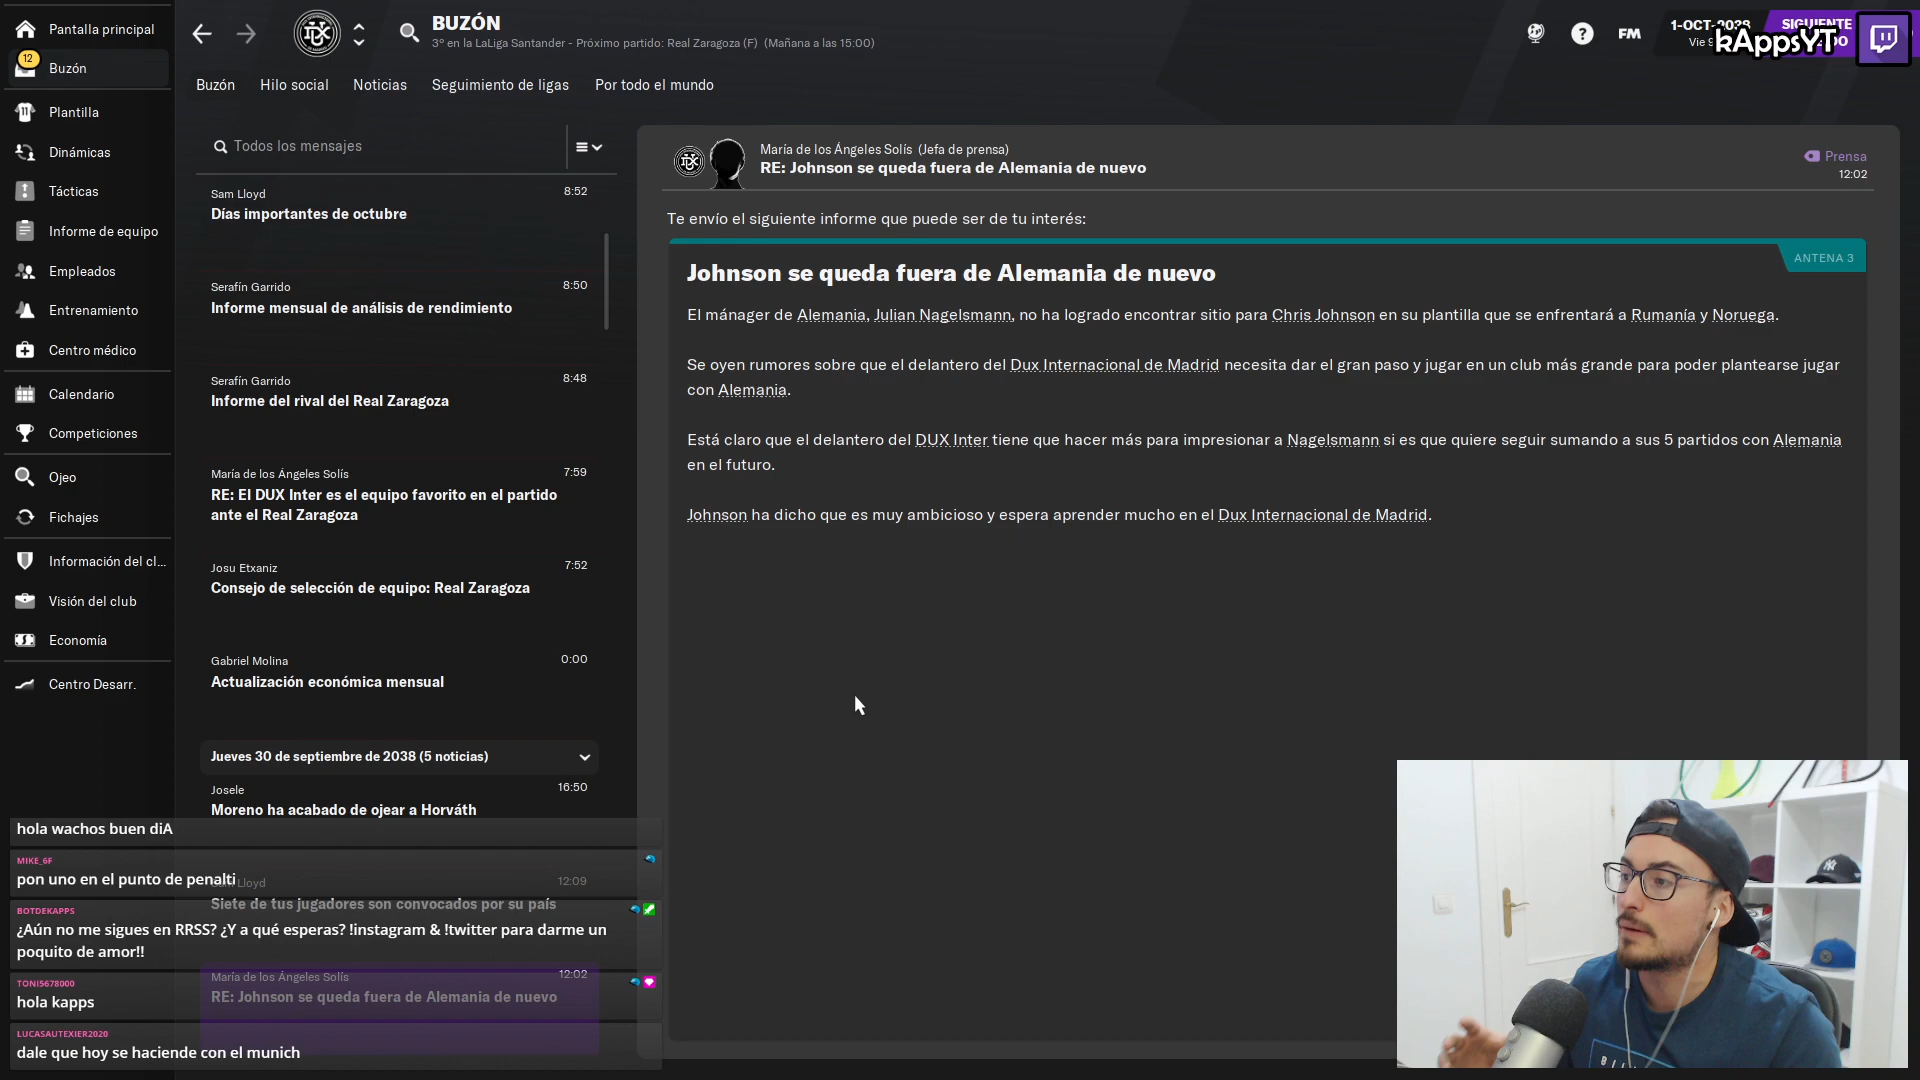 Pantalla principal
12
Buzón
Plantilla
Dinámicas
Tácticas
Informe de equipo
Empleados
Entrenamiento
Centro médico
Calendario
Competiciones
Ojeo
Fichajes
Información del cl...
Visión del club
Economía
Centro Desarr.
BUZÓN
3º en la LaLiga Santander - Próximo partido: Real Zaragoza (F) (Mañana a las 15:00)
FM
1-OCT-2038
Vie
SIGUIENTE
kAppsYT
Buzón
Hilo social
Noticias
Seguimiento de ligas
Por todo el mundo
Todos los mensajes
Sam Lloyd
8:52
Días importantes de octubre
Serafín Garrido
8:50
Informe mensual de análisis de rendimiento
Serafín Garrido
8:48
Informe del rival del Real Zaragoza
María de los Ángeles Solís
7:59
RE: El DUX Inter es el equipo favorito en el partido
ante el Real Zaragoza
Josu Etxaniz
7:52
Consejo de selección de equipo: Real Zaragoza
Gabriel Molina
0:00
Actualización económica mensual
Jueves 30 de septiembre de 2038 (5 noticias)
Josele
16:50
Moreno ha acabado de ojear a Horváth
Lloyd
12:09
Siete de tus jugadores son convocados por su país
María de los Ángeles Solís
12:02
RE: Johnson se queda fuera de Alemania de nuevo
María de los Ángeles Solís (Jefa de prensa)
RE: Johnson se queda fuera de Alemania de nuevo
Prensa
12:02
Te envío el siguiente informe que puede ser de tu interés:
ANTENA 3
Johnson se queda fuera de Alemania de nuevo
El mánager de Alemania, Julian Nagelsmann, no ha logrado encontrar sitio para Chris Johnson en su plantilla que se enfrentará a Rumanía y Noruega.
Se oyen rumores sobre que el delantero del Dux Internacional de Madrid necesita dar el gran paso y jugar en un club más grande para poder plantearse jugar
con Alemania.
Está claro que el delantero del DUX Inter tiene que hacer más para impresionar a Nagelsmann si es que quiere seguir sumando a sus 5 partidos con Alemania
en el futuro.
Johnson ha dicho que es muy ambicioso y espera aprender mucho en el Dux Internacional de Madrid.
hola wachos buen diA
MIKE_6F
pon uno en el punto de penalti
BOTDEKAPPS
¿Aún no me sigues en RRSS? ¿Y a qué esperas? !instagram & !twitter para darme un
poquito de amor!!
TONI5678000
hola kapps
LUCASAUTEXIER2020
dale que hoy se haciende con el munich